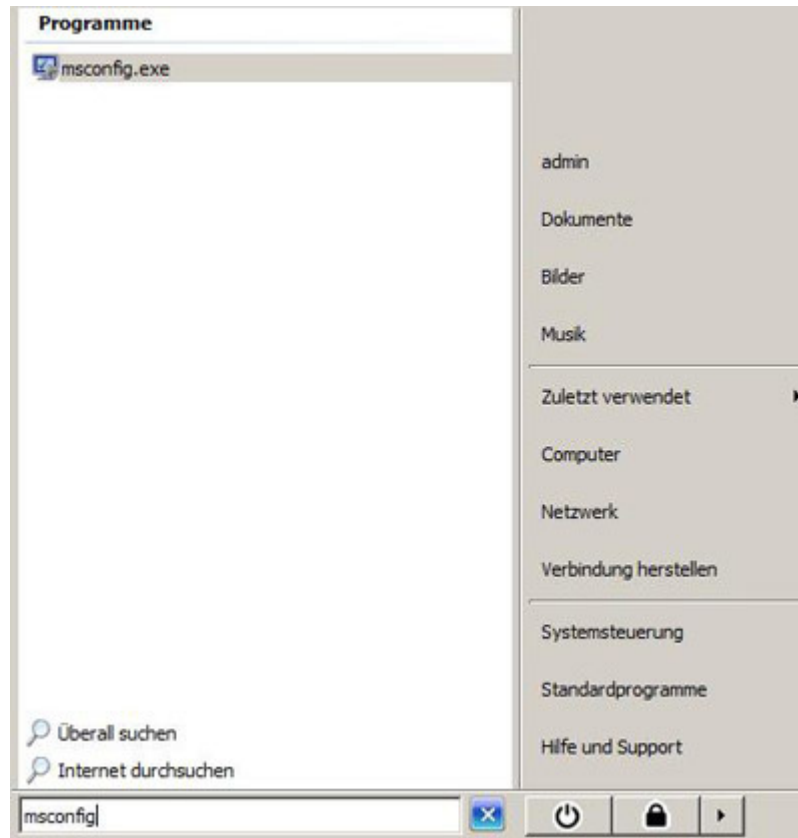 Programme
msconfig.exe
Überall suchen
Internet durchsuchen
msconfig
admin
Dokumente
Bilder
Musik
Zuletzt verwendet
Computer
Netzwerk
Verbindung herstellen
Systemsteuerung
Standardprogramme
Hilfe und Support